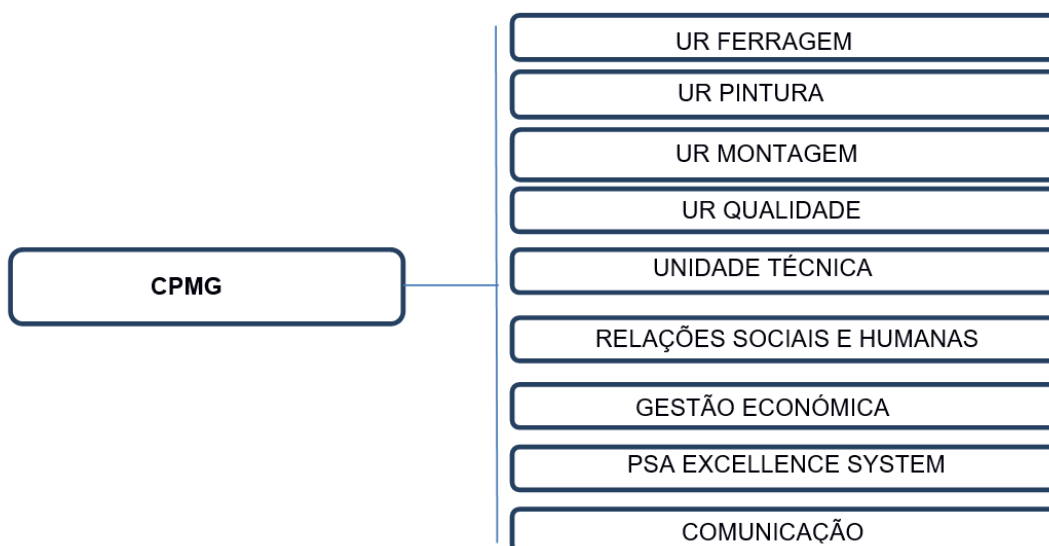 UR FERRAGEM
UR PINTURA
UR MONTAGEM
UR QUALIDADE
CPMG
UNIDADE TÉCNICA
RELAÇÕES SOCIAIS E HUMANAS
GESTÃO ECONÓMICA
PSA EXCELLENCE SYSTEM
COMUNICAÇÃO